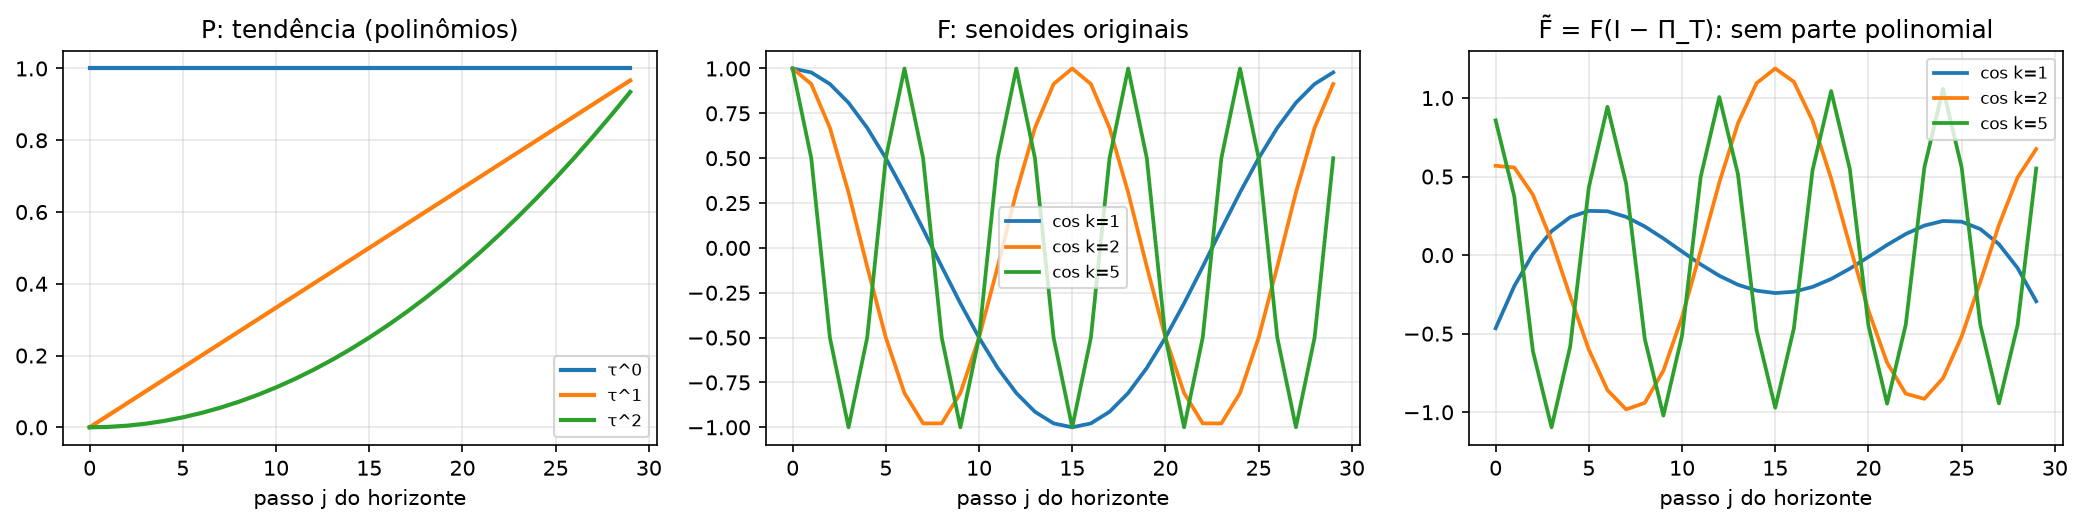 P: tendência (polinômios)
1.0
0.8
0.6
0.4
0.2
0.0
τ^0
τ^1
τ^2
0 5 10 15 20 25 30
passo j do horizonte
F: senoides originais
1.00
0.75
0.50
0.25
0.00
−0.25
−0.50
−0.75
−1.00
cos k=1
cos k=2
cos k=5
0 5 10 15 20 25 30
passo j do horizonte
F̃ = F(I − Π_T): sem parte polinomial
1.0
0.5
0.0
−0.5
−1.0
cos k=1
cos k=2
cos k=5
0 5 10 15 20 25 30
passo j do horizonte